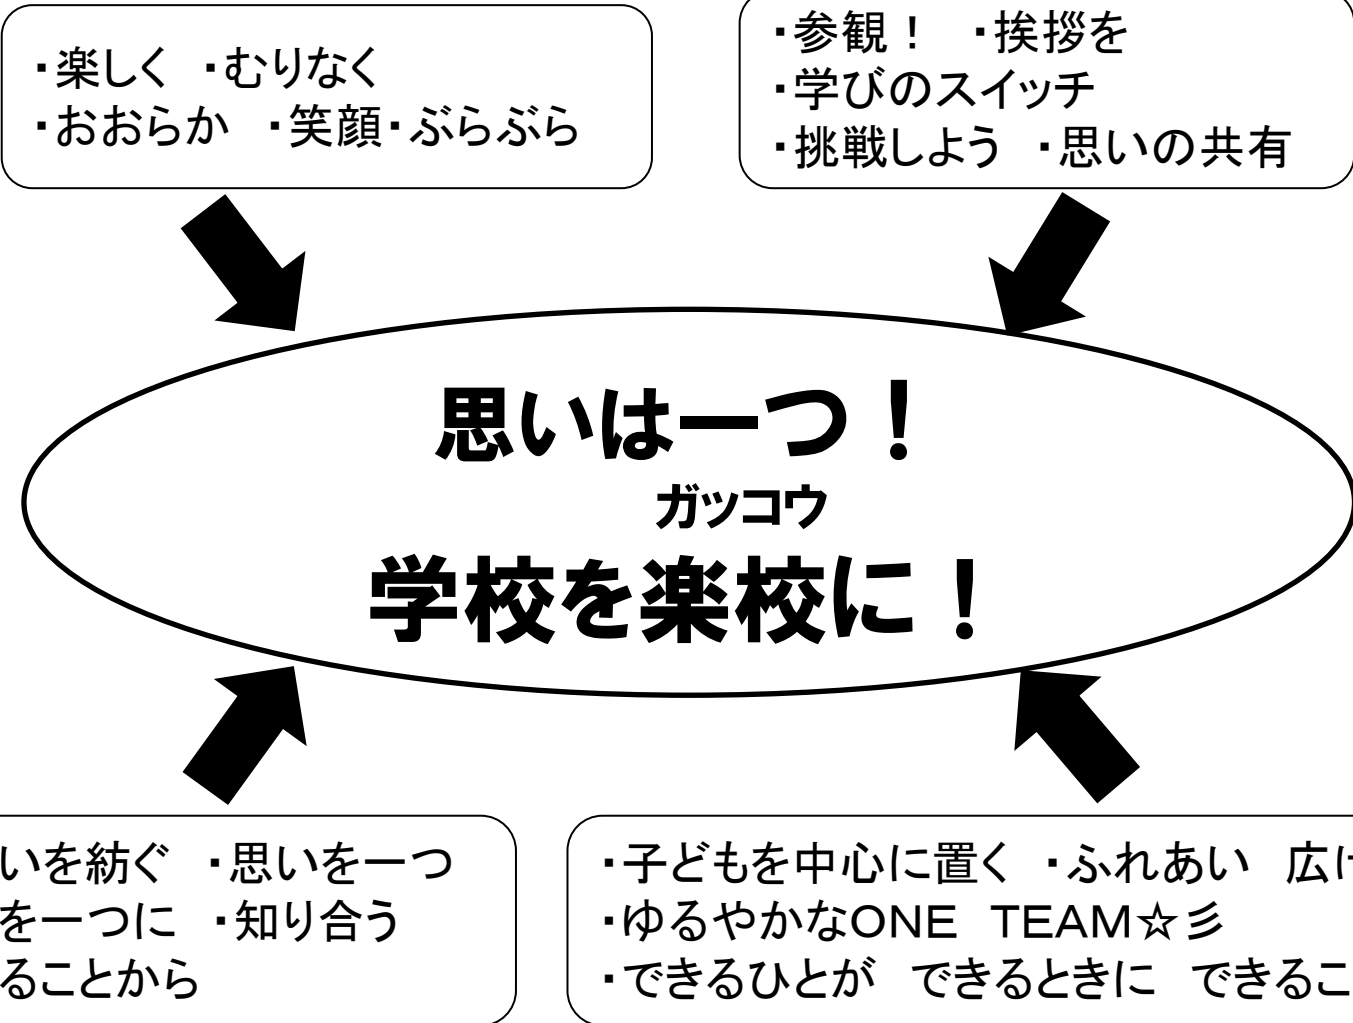 ・楽しく　・むりなく
・おおらか　・笑顔・ぶらぶら
・参観！　・挨拶を
・学びのスイッチ
・挑戦しよう　・思いの共有
思いは一つ！
ガッコウ
学校を楽校に！
いを紡ぐ　・思いを一つ
を一つに　・知り合う
ることから
・子どもを中心に置く　・ふれあい　広
・ゆるやかなＯＮＥ　ＴＥＡＭ☆彡
・できるひとが　できるときに　できるこ